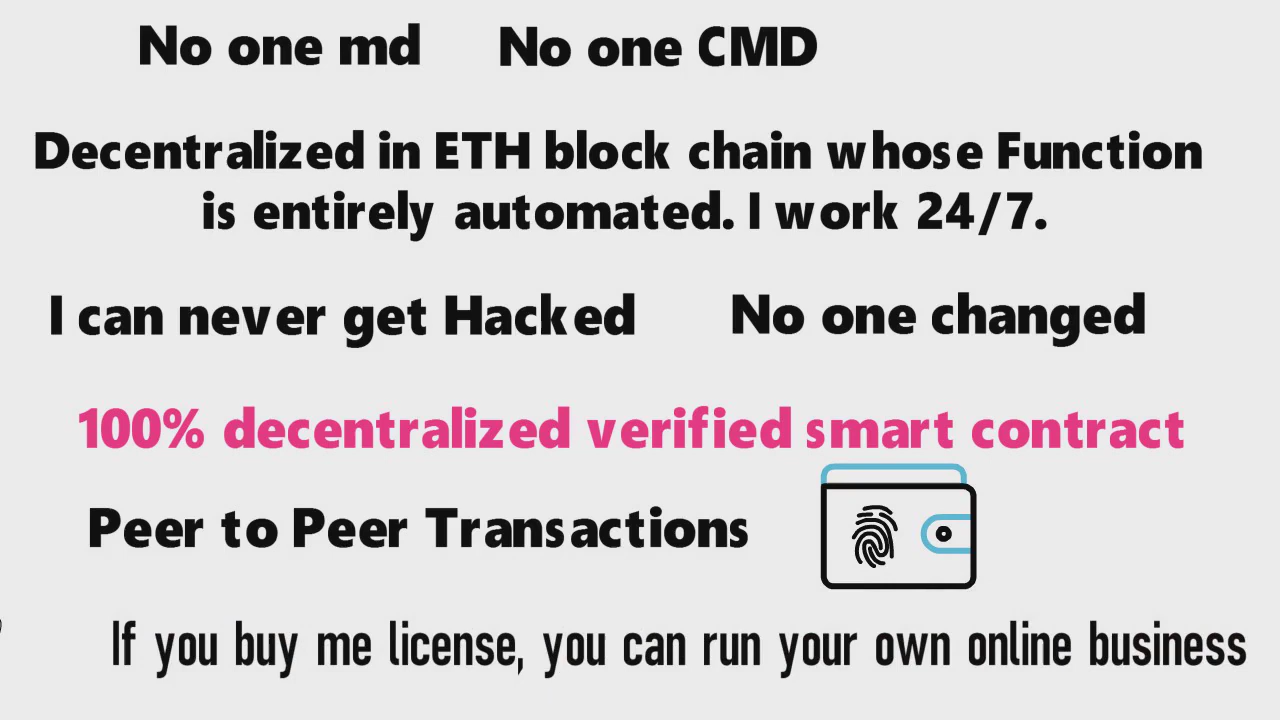 No one md No one CMD
Decentralized in ETH block chain whose Function
is entirely automated. I work 24/7.
I can never get Hacked No one changed
100% decentralized verified smart contract
Peer to Peer Transactions
If you buy me license, you can run your own online business